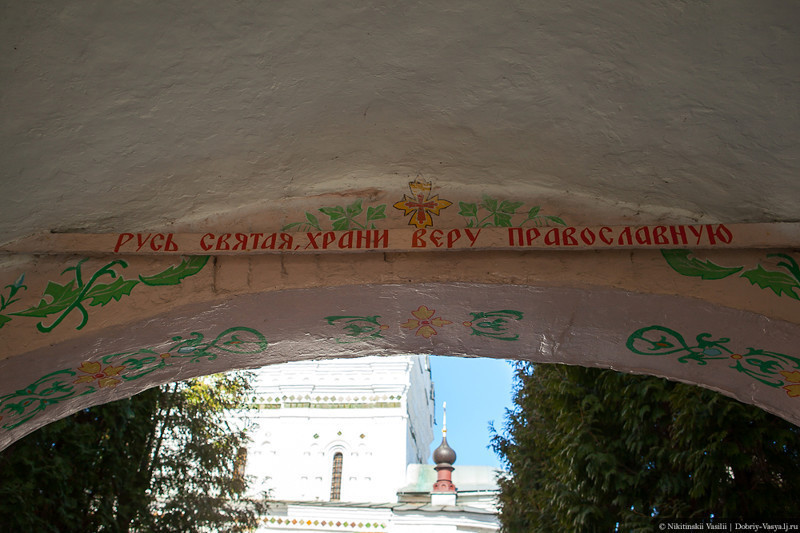 РУСЬ СВЯТАЯ, ХРАНИ ВЕРУ ПРАВОСЛАВНУЮ
© Nikitinskii Vasilii | Dobriy-Vasya.lj.ru